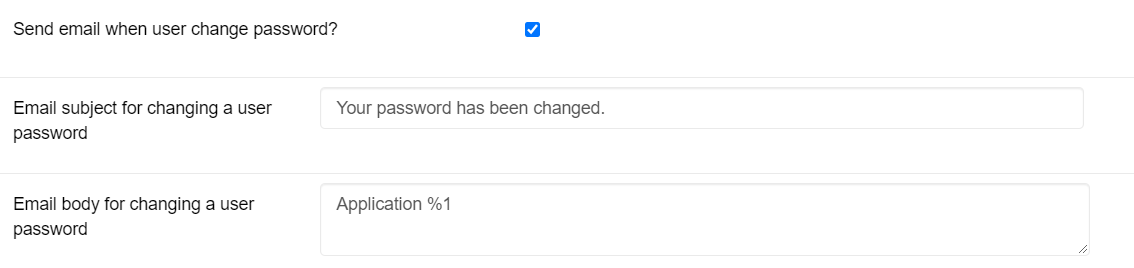 Send email when user change password?
Email subject for changing a user
password
Your password has been changed.
Email body for changing a user
password
Application %1